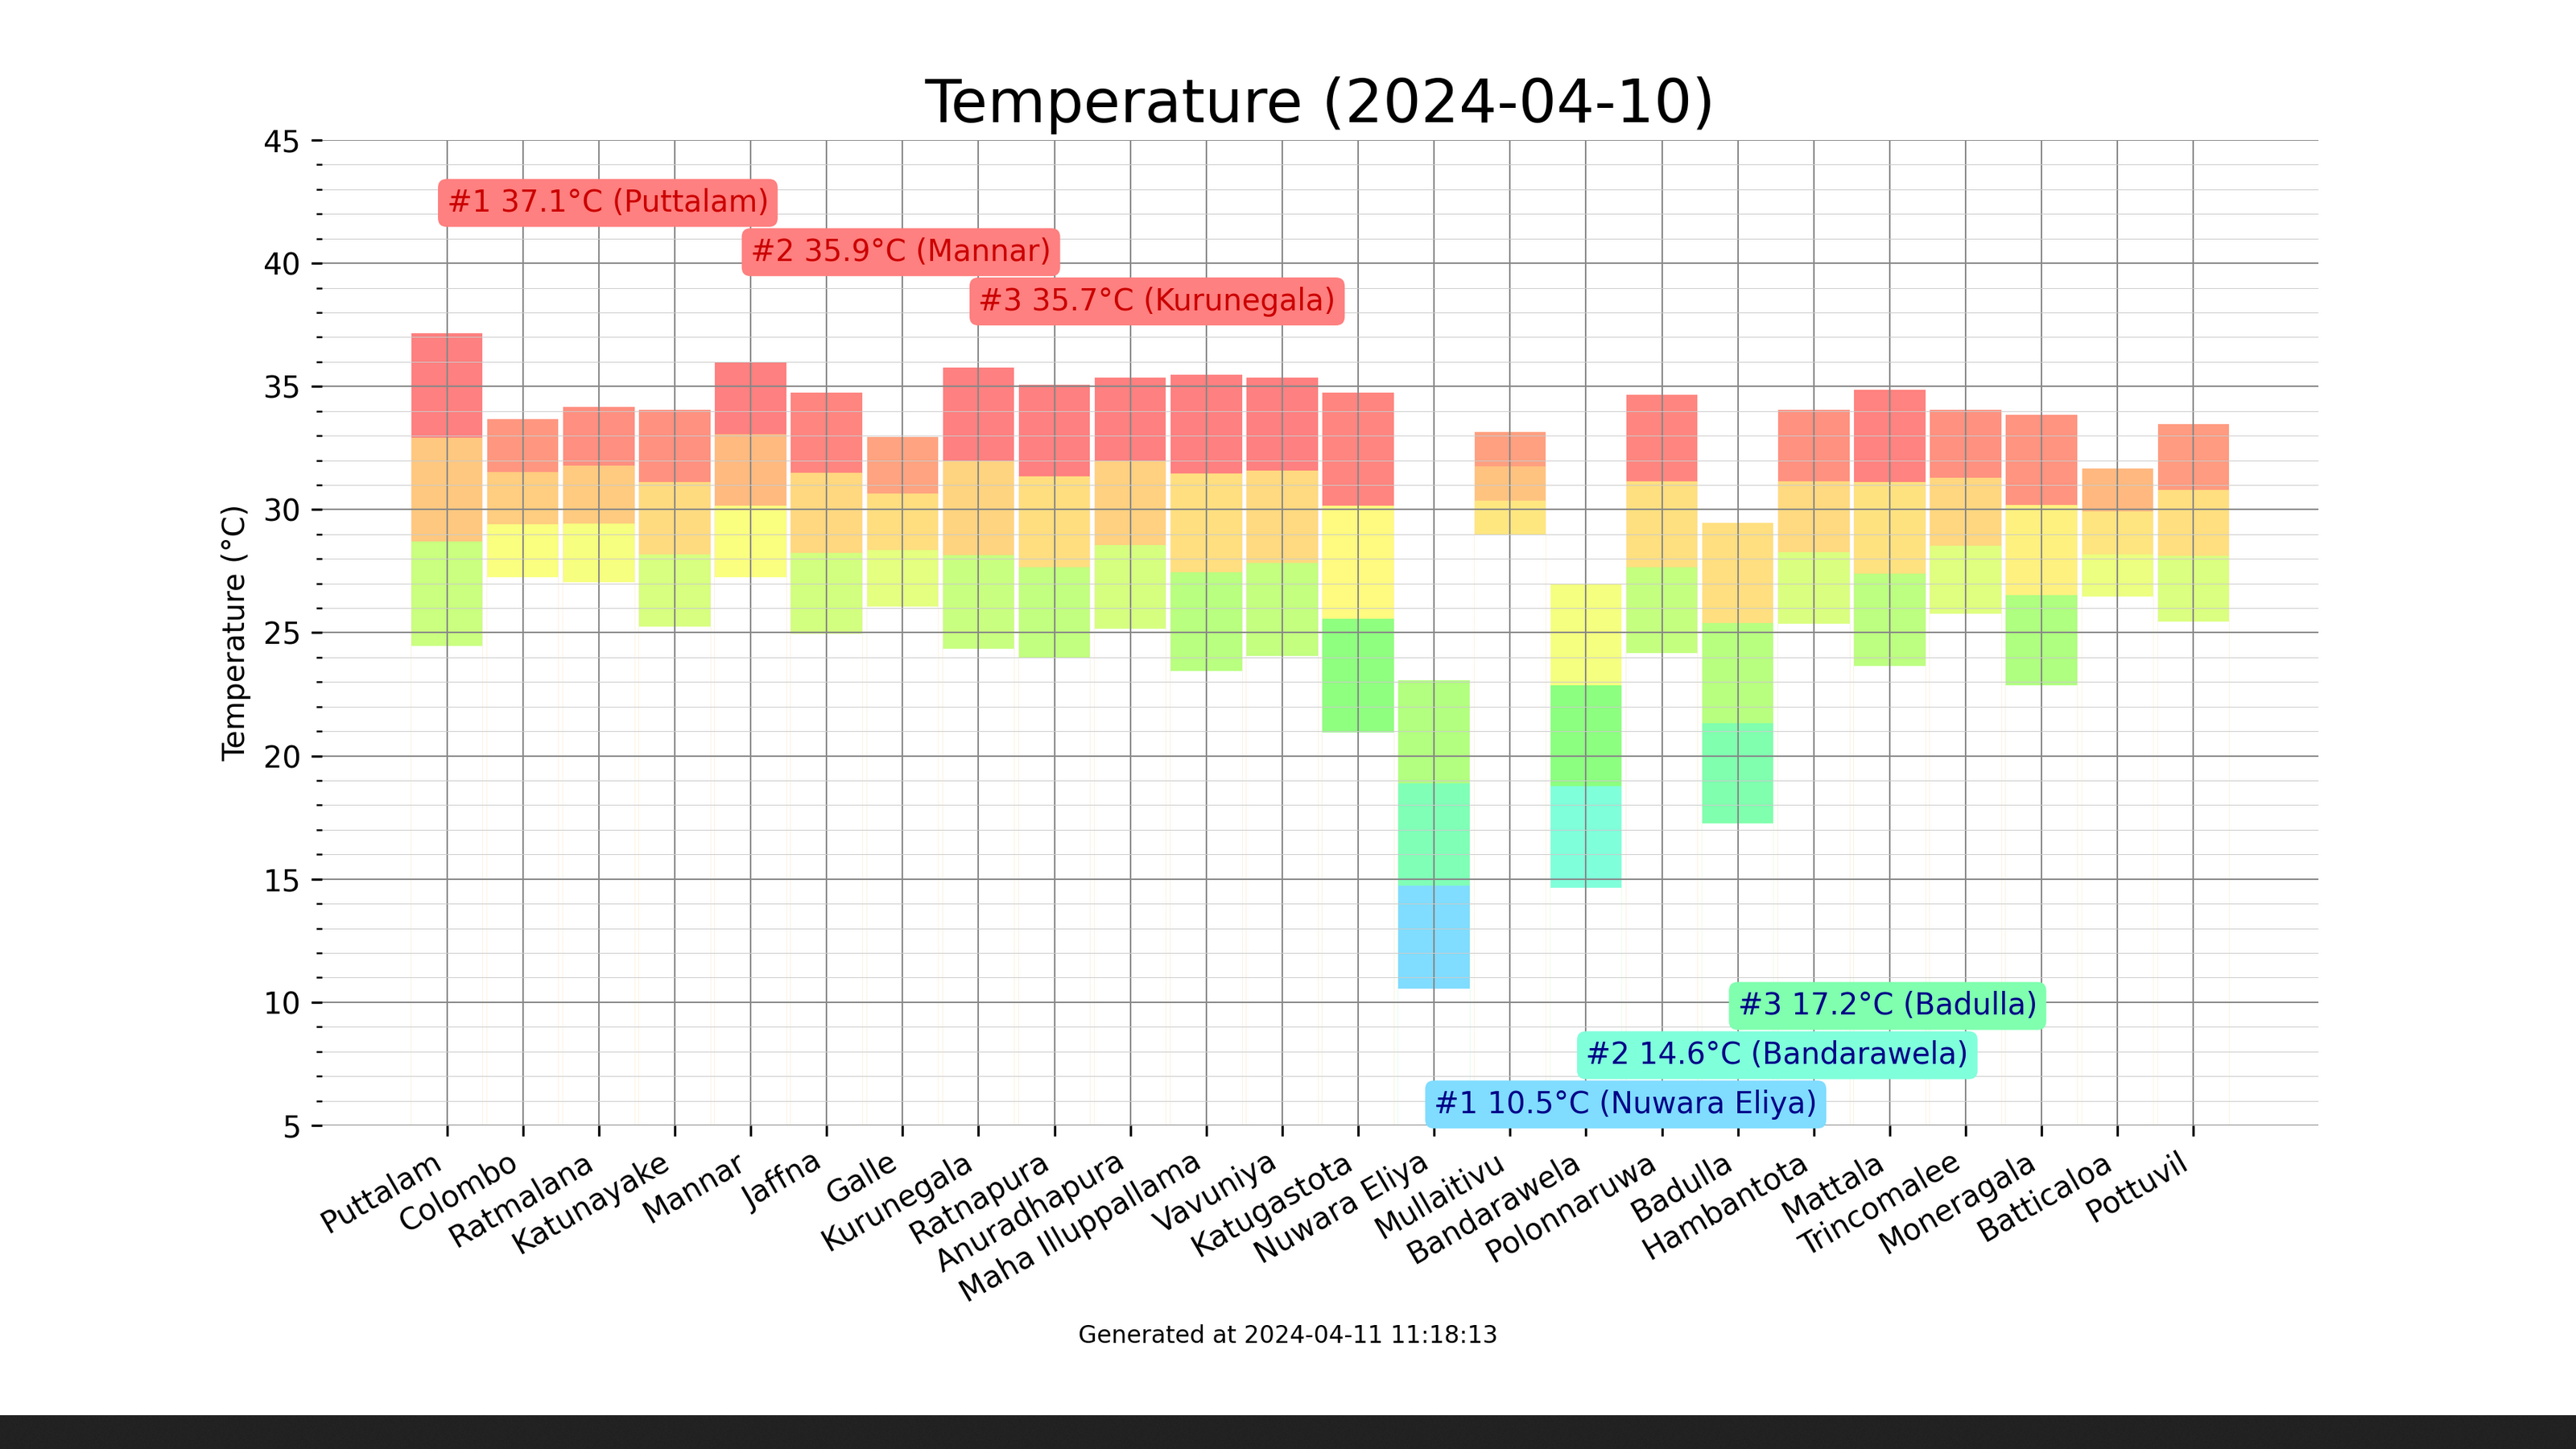 Temperature (2024-04-10)
45
#1 37.1°C (Puttalam)
#2 35.9°C (Mannar)
40
#3 35.7°C (Kurunegala)
35
30
Temperature (°C)
25
20
15
10
#3 17.2°C (Badulla)
#2 14.6°C (Bandarawela)
#1 10.5°C (Nuwara Eliya)
5
Puttalam
Colombo
Ratmalana
Katunayake
Mannar
Jaffna
Galle
Kurunegala
Ratnapura
Anuradhapura
Maha Illuppallama
Vavuniya
Katugastota
Nuwara Eliya
Mullaitivu
Bandarawela
Polonnaruwa
Badulla
Hambantota
Mattala
Trincomalee
Moneragala
Batticaloa
Pottuvil
Generated at 2024-04-11 11:18:13